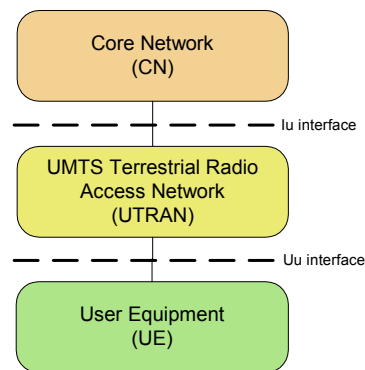 Core Network
(CN)
Iu interface
UMTS Terrestrial Radio
Access Network
(UTRAN)
Uu interface
User Equipment
(UE)